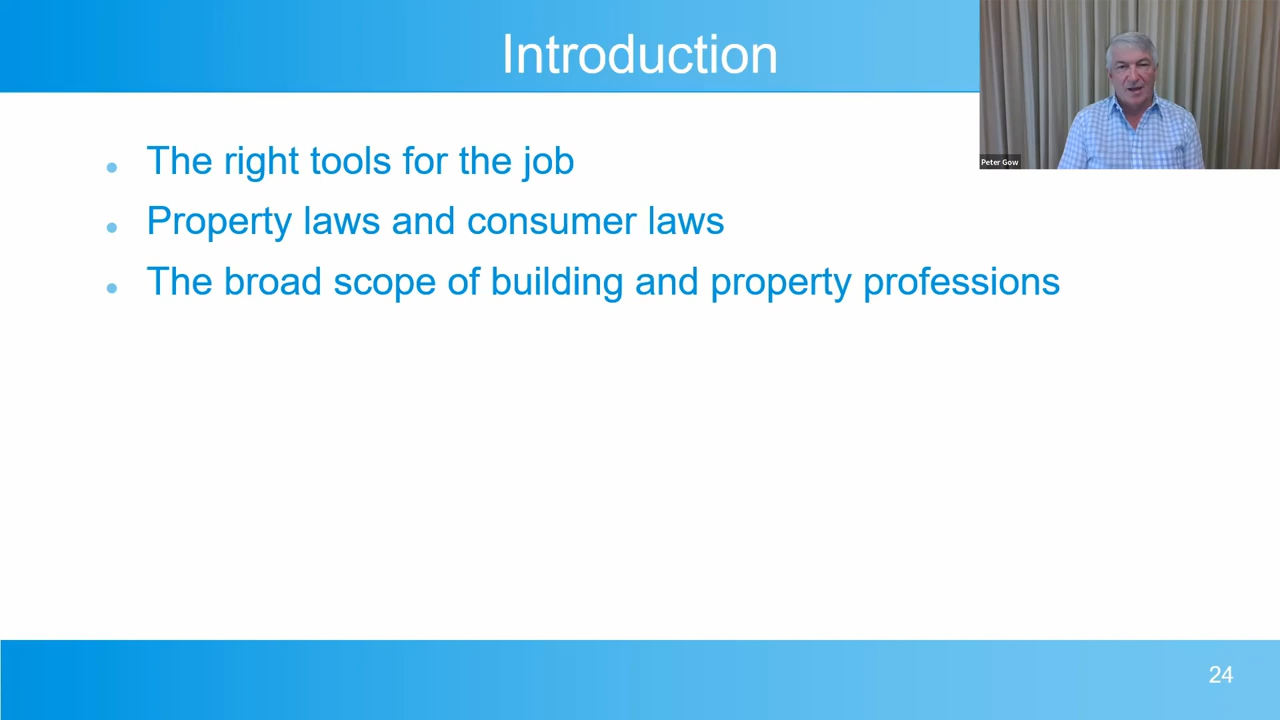 Introduction
The right tools for the job
Property laws and consumer laws
The broad scope of building and property professions
Peter Gow
24